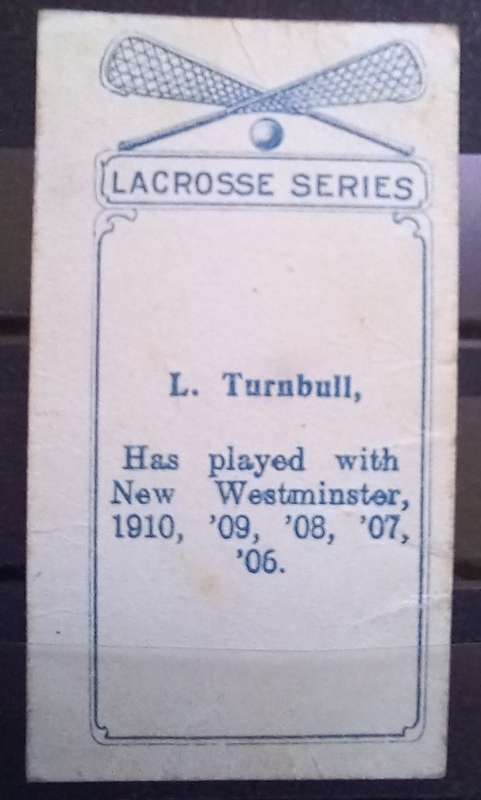 LACROSSE SERIES
L. Turnbull,
Has played with
New Westminster,
1910, '09, '08, '07,
'06.